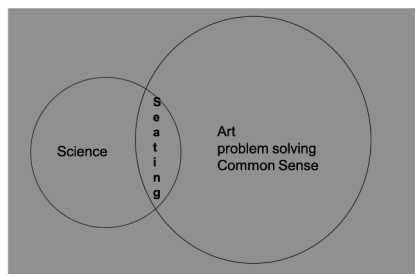 Science
Seating
Art
problem solving
Common Sense